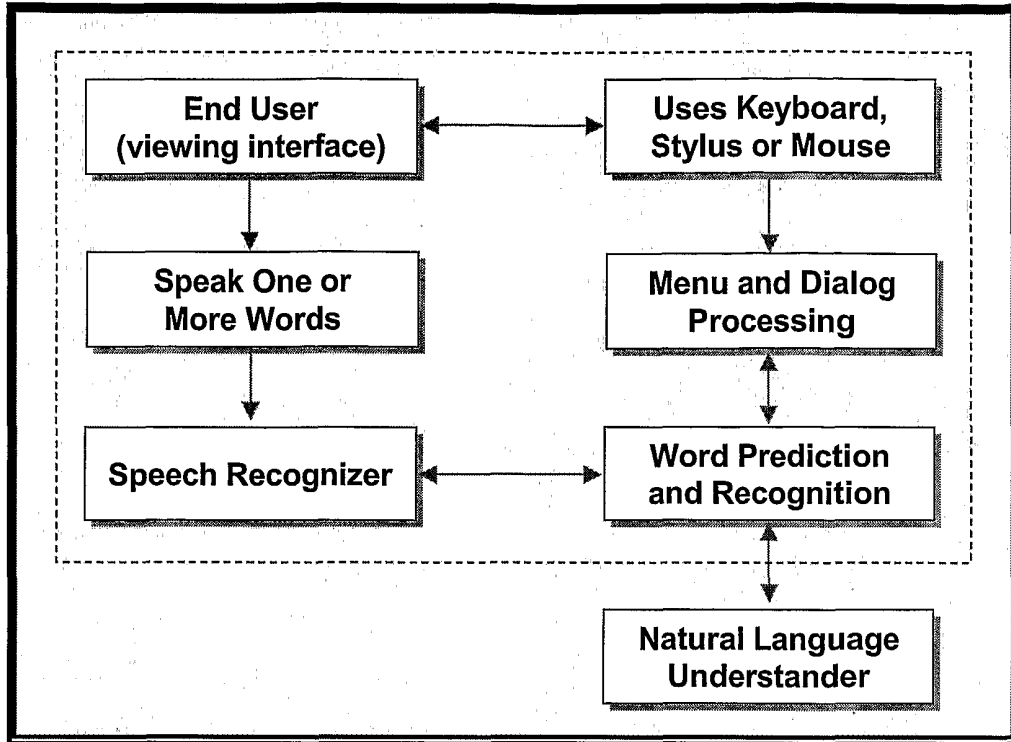 End User
(viewing interface)
Uses Keyboard,
Stylus or Mouse
Speak One or
More Words
Menu and Dialog
Processing
Speech Recognizer
Word Prediction
and Recognition
Natural Language
Understander